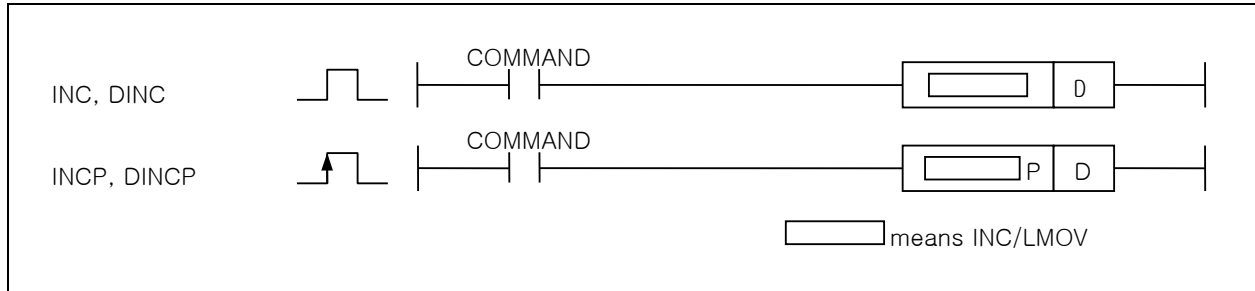 COMMAND
INC, DINC
D
COMMAND
INCP, DINCP
P D
means INC/LMOV